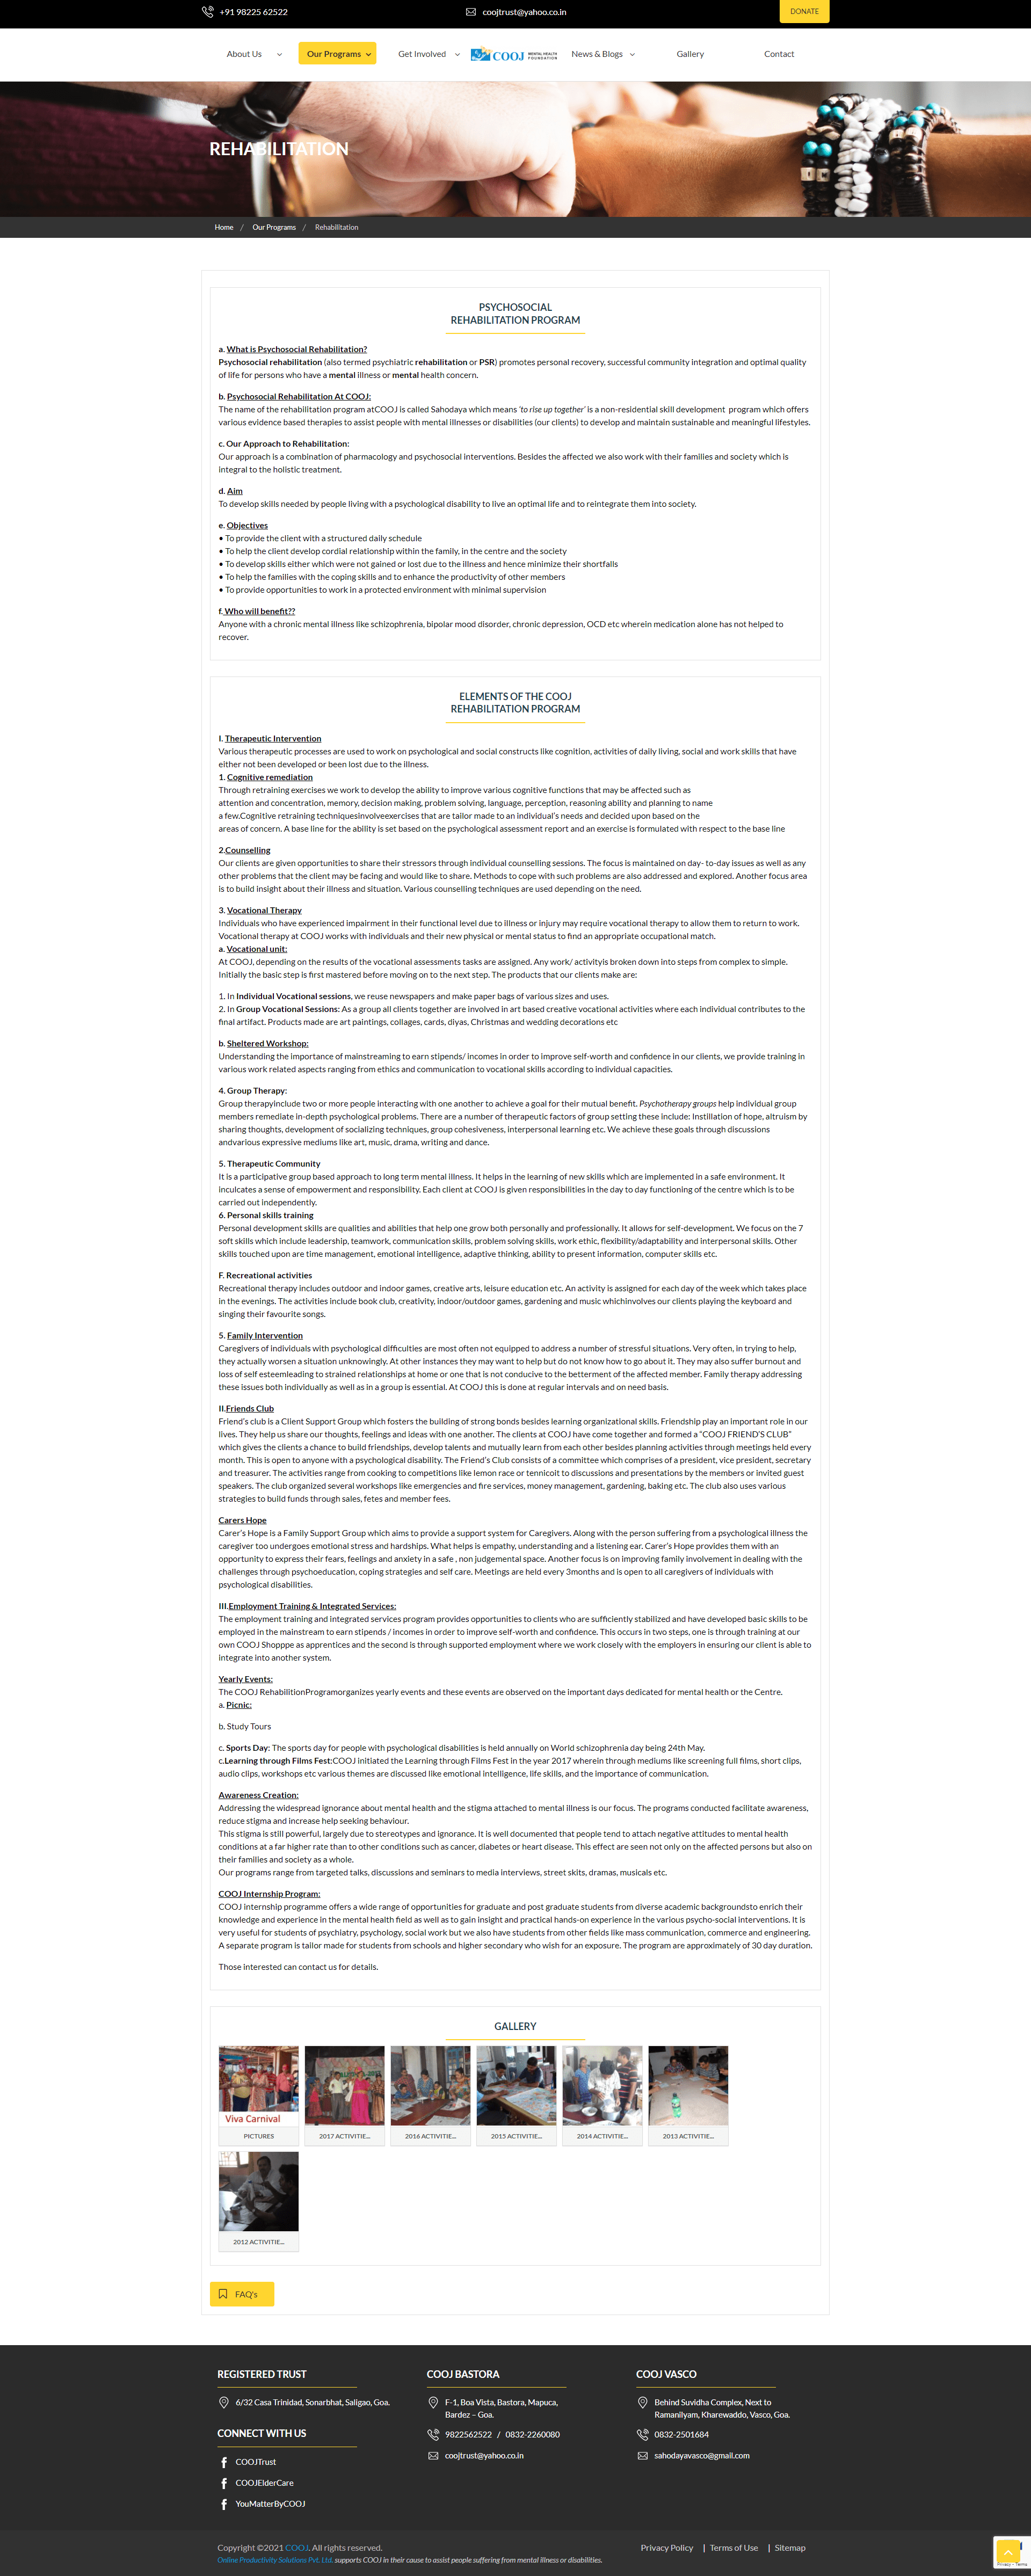 +91 98225 62522
coojtrust@yahoo.co.in
DONATE
About Us
Our Programs
Get Involved
COOJ MENTAL HEALTH FOUNDATION
News & Blogs
Gallery
Contact
REHABILITATION
Home / Our Programs / Rehabilitation
PSYCHOSOCIAL
REHABILITATION PROGRAM
a. What is Psychosocial Rehabilitation?
Psychosocial rehabilitation (also termed psychiatric rehabilitation or PSR) promotes personal recovery, successful community integration and optimal quality
of life for persons who have a mental illness or mental health concern.
b. Psychosocial Rehabilitation At COOJ:
The name of the rehabilitation program atCOOJ is called Sahodaya which means 'to rise up together' is a non-residential skill development program which offers
various evidence based therapies to assist people with mental illnesses or disabilities (our clients) to develop and maintain sustainable and meaningful lifestyles.
c. Our Approach to Rehabilitation:
Our approach is a combination of pharmacology and psychosocial interventions. Besides the affected we also work with their families and society which is
integral to the holistic treatment.
d. Aim
To develop skills needed by people living with a psychological disability to live an optimal life and to reintegrate them into society.
e. Objectives
• To provide the client with a structured daily schedule
• To help the client develop cordial relationship within the family, in the centre and the society
• To develop skills either which were not gained or lost due to the illness and hence minimize their shortfalls
• To help the families with the coping skills and to enhance the productivity of other members
• To provide opportunities to work in a protected environment with minimal supervision
f. Who will benefit??
Anyone with a chronic mental illness like schizophrenia, bipolar mood disorder, chronic depression, OCD etc wherein medication alone has not helped to
recover.
ELEMENTS OF THE COOJ
REHABILITATION PROGRAM
I. Therapeutic Intervention
Various therapeutic processes are used to work on psychological and social constructs like cognition, activities of daily living, social and work skills that have
either not been developed or been lost due to the illness.
1. Cognitive remediation
Through retraining exercises we work to develop the ability to improve various cognitive functions that may be affected such as
attention and concentration, memory, decision making, problem solving, language, perception, reasoning ability and planning to name
a few.Cognitive retraining techniquesinvolveexercises that are tailor made to an individual's needs and decided upon based on the
areas of concern. A base line for the ability is set based on the psychological assessment report and an exercise is formulated with respect to the base line
2.Counselling
Our clients are given opportunities to share their stressors through individual counselling sessions. The focus is maintained on day- to-day issues as well as any
other problems that the client may be facing and would like to share. Methods to cope with such problems are also addressed and explored. Another focus area
is to build insight about their illness and situation. Various counselling techniques are used depending on the need.
3. Vocational Therapy
Individuals who have experienced impairment in their functional level due to illness or injury may require vocational therapy to allow them to return to work.
Vocational therapy at COOJ works with individuals and their new physical or mental status to find an appropriate occupational match.
a. Vocational unit:
At COOJ, depending on the results of the vocational assessments tasks are assigned. Any work/ activityis broken down into steps from complex to simple.
Initially the basic step is first mastered before moving on to the next step. The products that our clients make are:
1. In Individual Vocational sessions, we reuse newspapers and make paper bags of various sizes and uses.
2. In Group Vocational Sessions: As a group all clients together are involved in art based creative vocational activities where each individual contributes to the
final artifact. Products made are art paintings, collages, cards, diyas, Christmas and wedding decorations etc
b. Sheltered Workshop:
Understanding the importance of mainstreaming to earn stipends/ incomes in order to improve self-worth and confidence in our clients, we provide training in
various work related aspects ranging from ethics and communication to vocational skills according to individual capacities.
4. Group Therapy:
Group therapyinclude two or more people interacting with one another to achieve a goal for their mutual benefit. Psychotherapy groups help individual group
members remediate in-depth psychological problems. There are a number of therapeutic factors of group setting these include: Instillation of hope, altruism by
sharing thoughts, development of socializing techniques, group cohesiveness, interpersonal learning etc. We achieve these goals through discussions
andvarious expressive mediums like art, music, drama, writing and dance.
5. Therapeutic Community
It is a participative group based approach to long term mental illness. It helps in the learning of new skills which are implemented in a safe environment. It
inculcates a sense of empowerment and responsibility. Each client at COOJ is given responsibilities in the day to day functioning of the centre which is to be
carried out independently.
6. Personal skills training
Personal development skills are qualities and abilities that help one grow both personally and professionally. It allows for self-development. We focus on the 7
soft skills which include leadership, teamwork, communication skills, problem solving skills, work ethic, flexibility/adaptability and interpersonal skills. Other
skills touched upon are time management, emotional intelligence, adaptive thinking, ability to present information, computer skills etc.
F. Recreational activities
Recreational therapy includes outdoor and indoor games, creative arts, leisure education etc. An activity is assigned for each day of the week which takes place
in the evenings. The activities include book club, creativity, indoor/outdoor games, gardening and music whichinvolves our clients playing the keyboard and
singing their favourite songs.
5. Family Intervention
Caregivers of individuals with psychological difficulties are most often not equipped to address a number of stressful situations. Very often, in trying to help,
they actually worsen a situation unknowingly. At other instances they may want to help but do not know how to go about it. They may also suffer burnout and
loss of self esteemleading to strained relationships at home or one that is not conducive to the betterment of the affected member. Family therapy addressing
these issues both individually as well as in a group is essential. At COOJ this is done at regular intervals and on need basis.
II.Friends Club
Friend's club is a Client Support Group which fosters the building of strong bonds besides learning organizational skills. Friendship play an important role in our
lives. They help us share our thoughts, feelings and ideas with one another. The clients at COOJ have come together and formed a "COOJ FRIEND'S CLUB"
which gives the clients a chance to build friendships, develop talents and mutually learn from each other besides planning activities through meetings held every
month. This is open to anyone with a psychological disability. The Friend's Club consists of a committee which comprises of a president, vice president, secretary
and treasurer. The activities range from cooking to competitions like lemon race or tennicoit to discussions and presentations by the members or invited guest
speakers. The club organized several workshops like emergencies and fire services, money management, gardening, baking etc. The club also uses various
strategies to build funds through sales, fetes and member fees.
Carers Hope
Carer's Hope is a Family Support Group which aims to provide a support system for Caregivers. Along with the person suffering from a psychological illness the
caregiver too undergoes emotional stress and hardships. What helps is empathy, understanding and a listening ear. Carer's Hope provides them with an
opportunity to express their fears, feelings and anxiety in a safe , non judgemental space. Another focus is on improving family involvement in dealing with the
challenges through psychoeducation, coping strategies and self care. Meetings are held every 3months and is open to all caregivers of individuals with
psychological disabilities.
III.Employment Training & Integrated Services:
The employment training and integrated services program provides opportunities to clients who are sufficiently stabilized and have developed basic skills to be
employed in the mainstream to earn stipends / incomes in order to improve self-worth and confidence. This occurs in two steps, one is through training at our
own COOJ Shopppe as apprentices and the second is through supported employment where we work closely with the employers in ensuring our client is able to
integrate into another system.
Yearly Events:
The COOJ RehabilitionProgramorganizes yearly events and these events are observed on the important days dedicated for mental health or the Centre.
a. Picnic:
b. Study Tours
c. Sports Day: The sports day for people with psychological disabilities is held annually on World schizophrenia day being 24th May.
c.Learning through Films Fest:COOJ initiated the Learning through Films Fest in the year 2017 wherein through mediums like screening full films, short clips,
audio clips, workshops etc various themes are discussed like emotional intelligence, life skills, and the importance of communication.
Awareness Creation:
Addressing the widespread ignorance about mental health and the stigma attached to mental illness is our focus. The programs conducted facilitate awareness,
reduce stigma and increase help seeking behaviour.
This stigma is still powerful, largely due to stereotypes and ignorance. It is well documented that people tend to attach negative attitudes to mental health
conditions at a far higher rate than to other conditions such as cancer, diabetes or heart disease. This effect are seen not only on the affected persons but also on
their families and society as a whole.
Our programs range from targeted talks, discussions and seminars to media interviews, street skits, dramas, musicals etc.
COOJ Internship Program:
COOJ internship programme offers a wide range of opportunities for graduate and post graduate students from diverse academic backgroundsto enrich their
knowledge and experience in the mental health field as well as to gain insight and practical hands-on experience in the various psycho-social interventions. It is
very useful for students of psychiatry, psychology, social work but we also have students from other fields like mass communication, commerce and engineering.
A separate program is tailor made for students from schools and higher secondary who wish for an exposure. The program are approximately of 30 day duration.
Those interested can contact us for details.
GALLERY
Viva Carnival
PICTURES
2017 ACTIVITIE...
2016 ACTIVITIE...
2015 ACTIVITIE...
2014 ACTIVITIE...
2013 ACTIVITIE...
2012 ACTIVITIE...
FAQ's
REGISTERED TRUST
6/32 Casa Trinidad, Sonarbhat, Saligao, Goa.
CONNECT WITH US
COOJTrust
COOJElderCare
YouMatterByCOOJ
COOJ BASTORA
F-1, Boa Vista, Bastora, Mapuca,
Bardez – Goa.
9822562522 / 0832-2260080
coojtrust@yahoo.co.in
COOJ VASCO
Behind Suvidha Complex, Next to
Ramanilyam, Kharewaddo, Vasco, Goa.
0832-2501684
sahodayavasco@gmail.com
Copyright ©2021 COOJ. All rights reserved.
Online Productivity Solutions Pvt. Ltd. supports COOJ in their cause to assist people suffering from mental illness or disabilities.
Privacy Policy | Terms of Use | Sitemap
Privacy - Terms